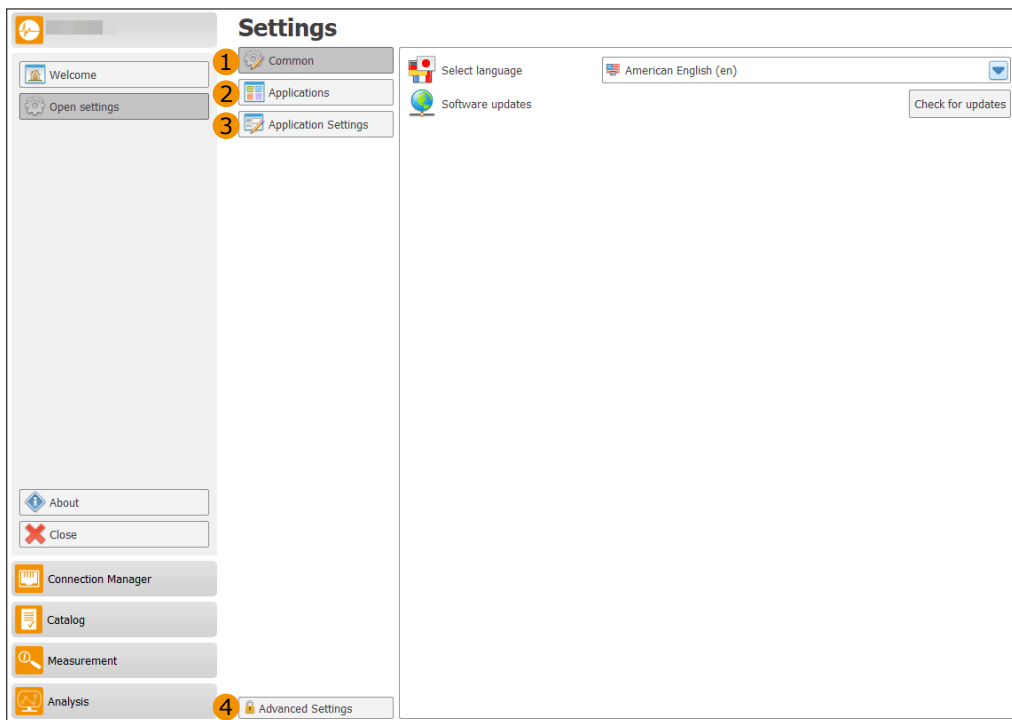 Settings
Welcome
Open settings
About
Close
Connection Manager
Catalog
Measurement
Analysis
1 Common
2 Applications
3 Application Settings
4 Advanced Settings
Select language American English (en)
Software updates Check for updates